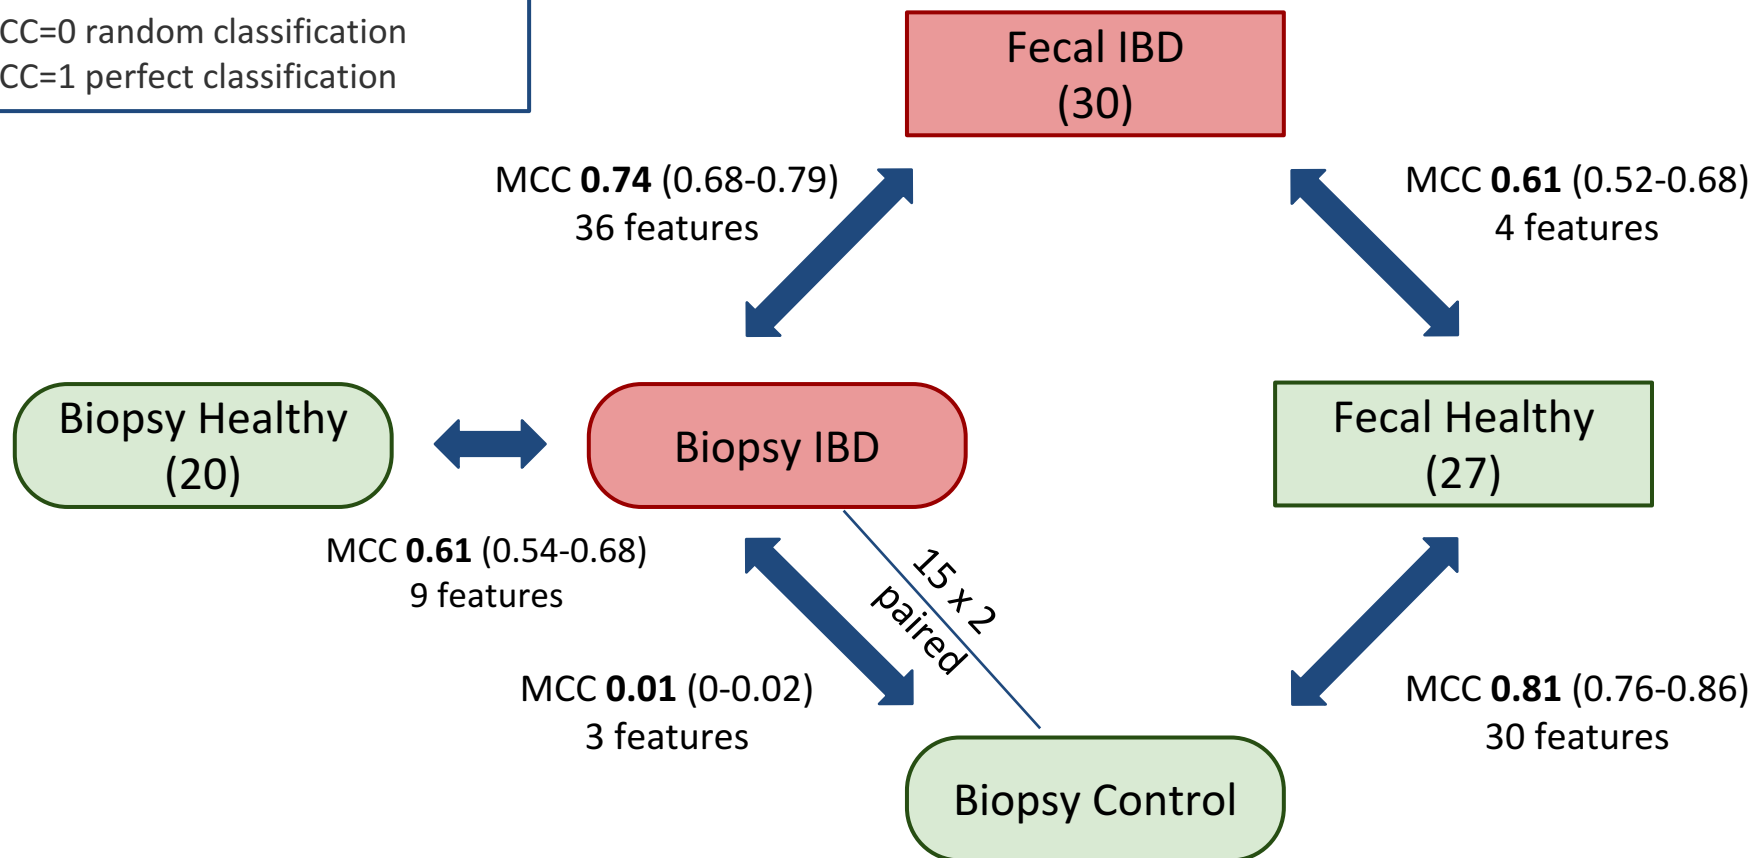 CC=0 random classification
CC=1 perfect classification
Fecal IBD
(30)
MCC 0.74 (0.68-0.79)
36 features
MCC 0.61 (0.52-0.68)
4 features
Biopsy Healthy
(20)
Biopsy IBD
Fecal Healthy
(27)
MCC 0.61 (0.54-0.68)
9 features
15 x 2
paired
MCC 0.01 (0-0.02)
3 features
MCC 0.81 (0.76-0.86)
30 features
Biopsy Control